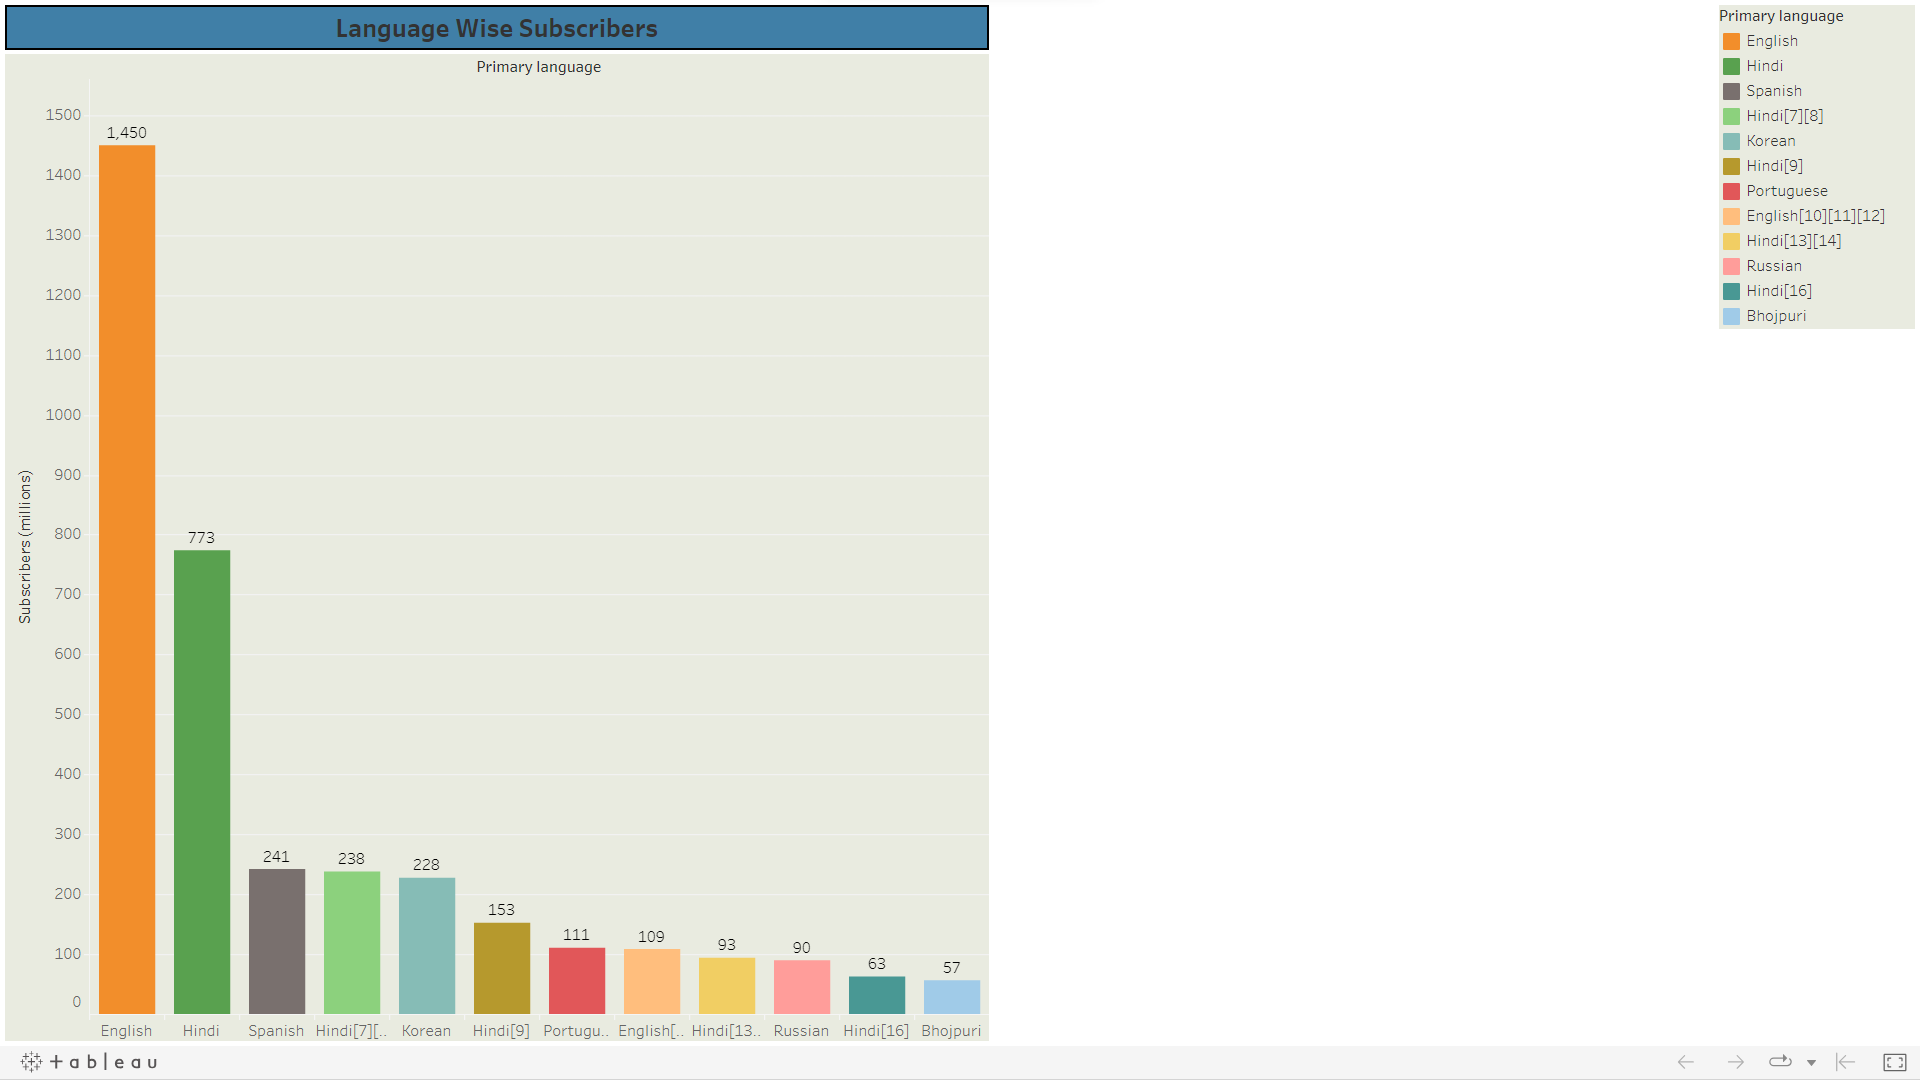 Language Wise Subscribers
Primary language
Subscribers (millions)
1500
1400
1300
1200
1100
1000
900
800
700
600
500
400
300
200
100
0
1,450
773
241
238
228
153
111
109
93
90
63
57
English
Hindi
Spanish
Hindi[7][..
Korean
Hindi[9]
Portugu..
English[..
Hindi[13..
Russian
Hindi[16]
Bhojpuri
Primary language
English
Hindi
Spanish
Hindi[7][8]
Korean
Hindi[9]
Portuguese
English[10][11][12]
Hindi[13][14]
Russian
Hindi[16]
Bhojpuri
+ableau